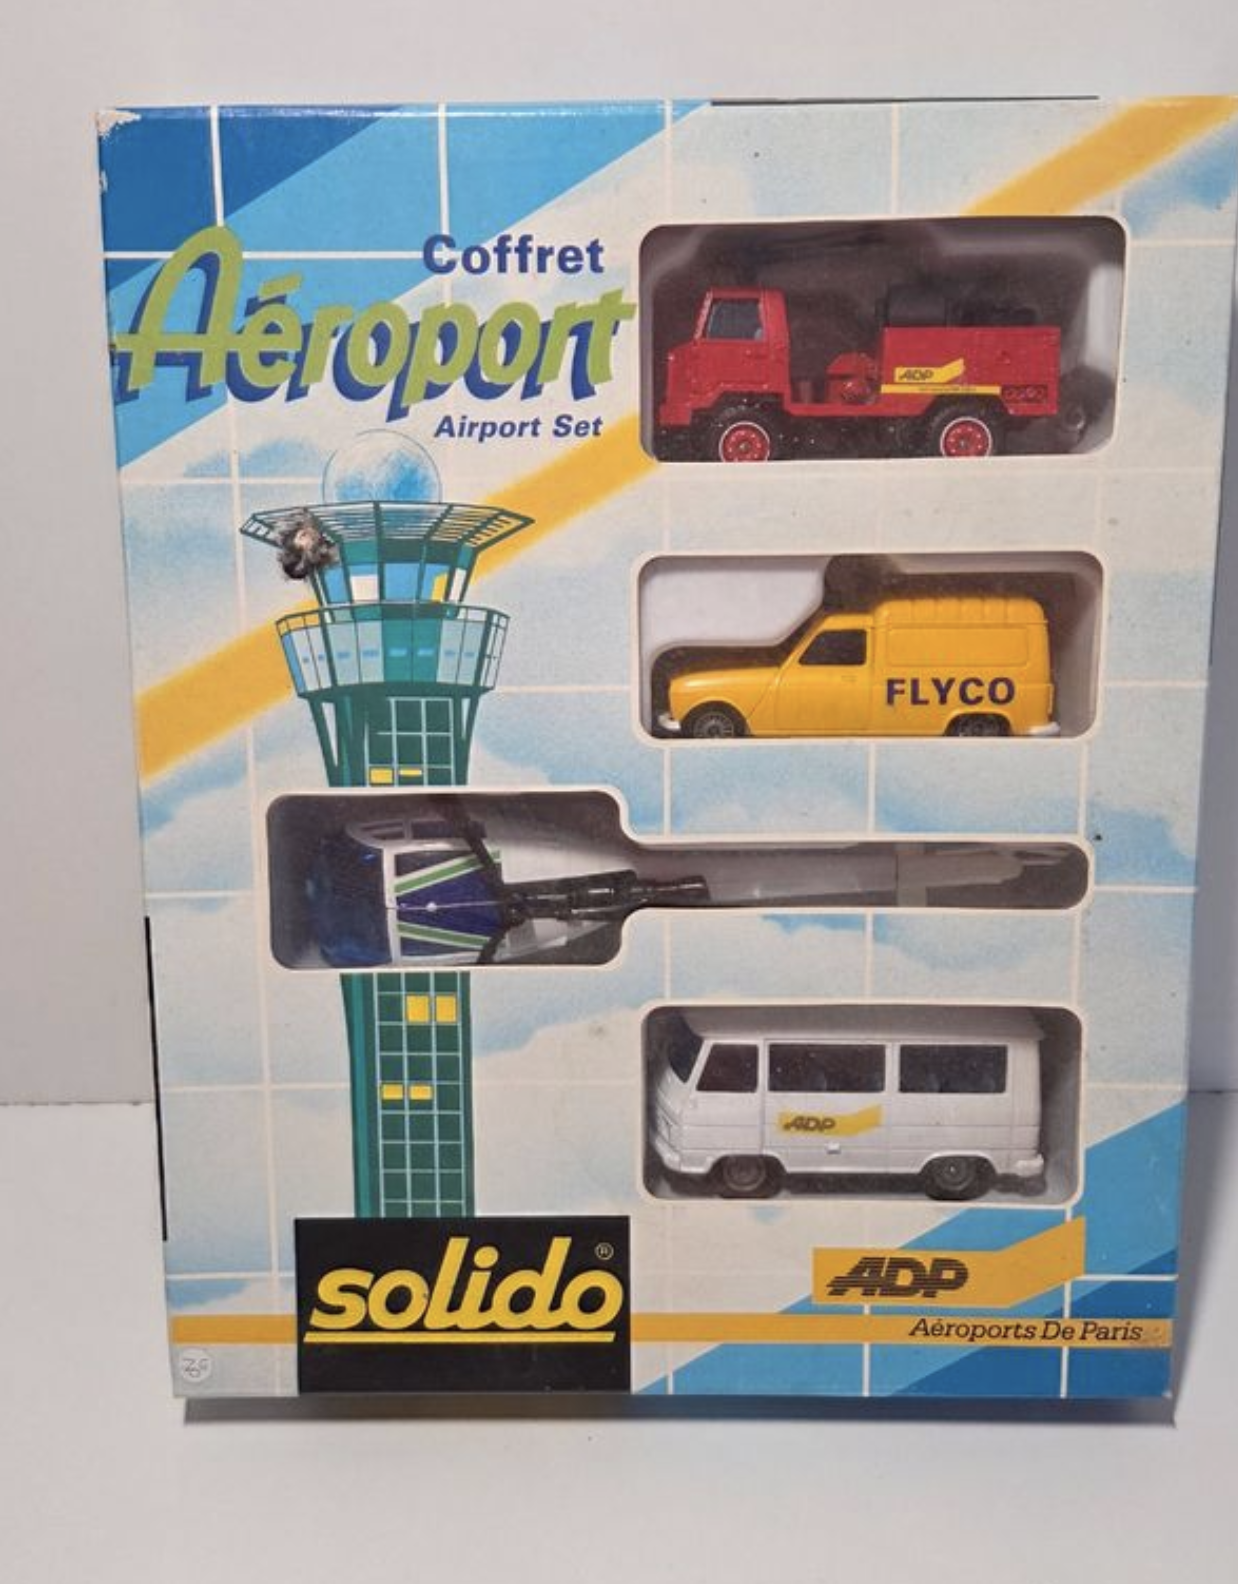 Coffret
Aéroport
Airport Set
ADP
FLYCO
ADP
solido®
ADP
Aéroports De Paris